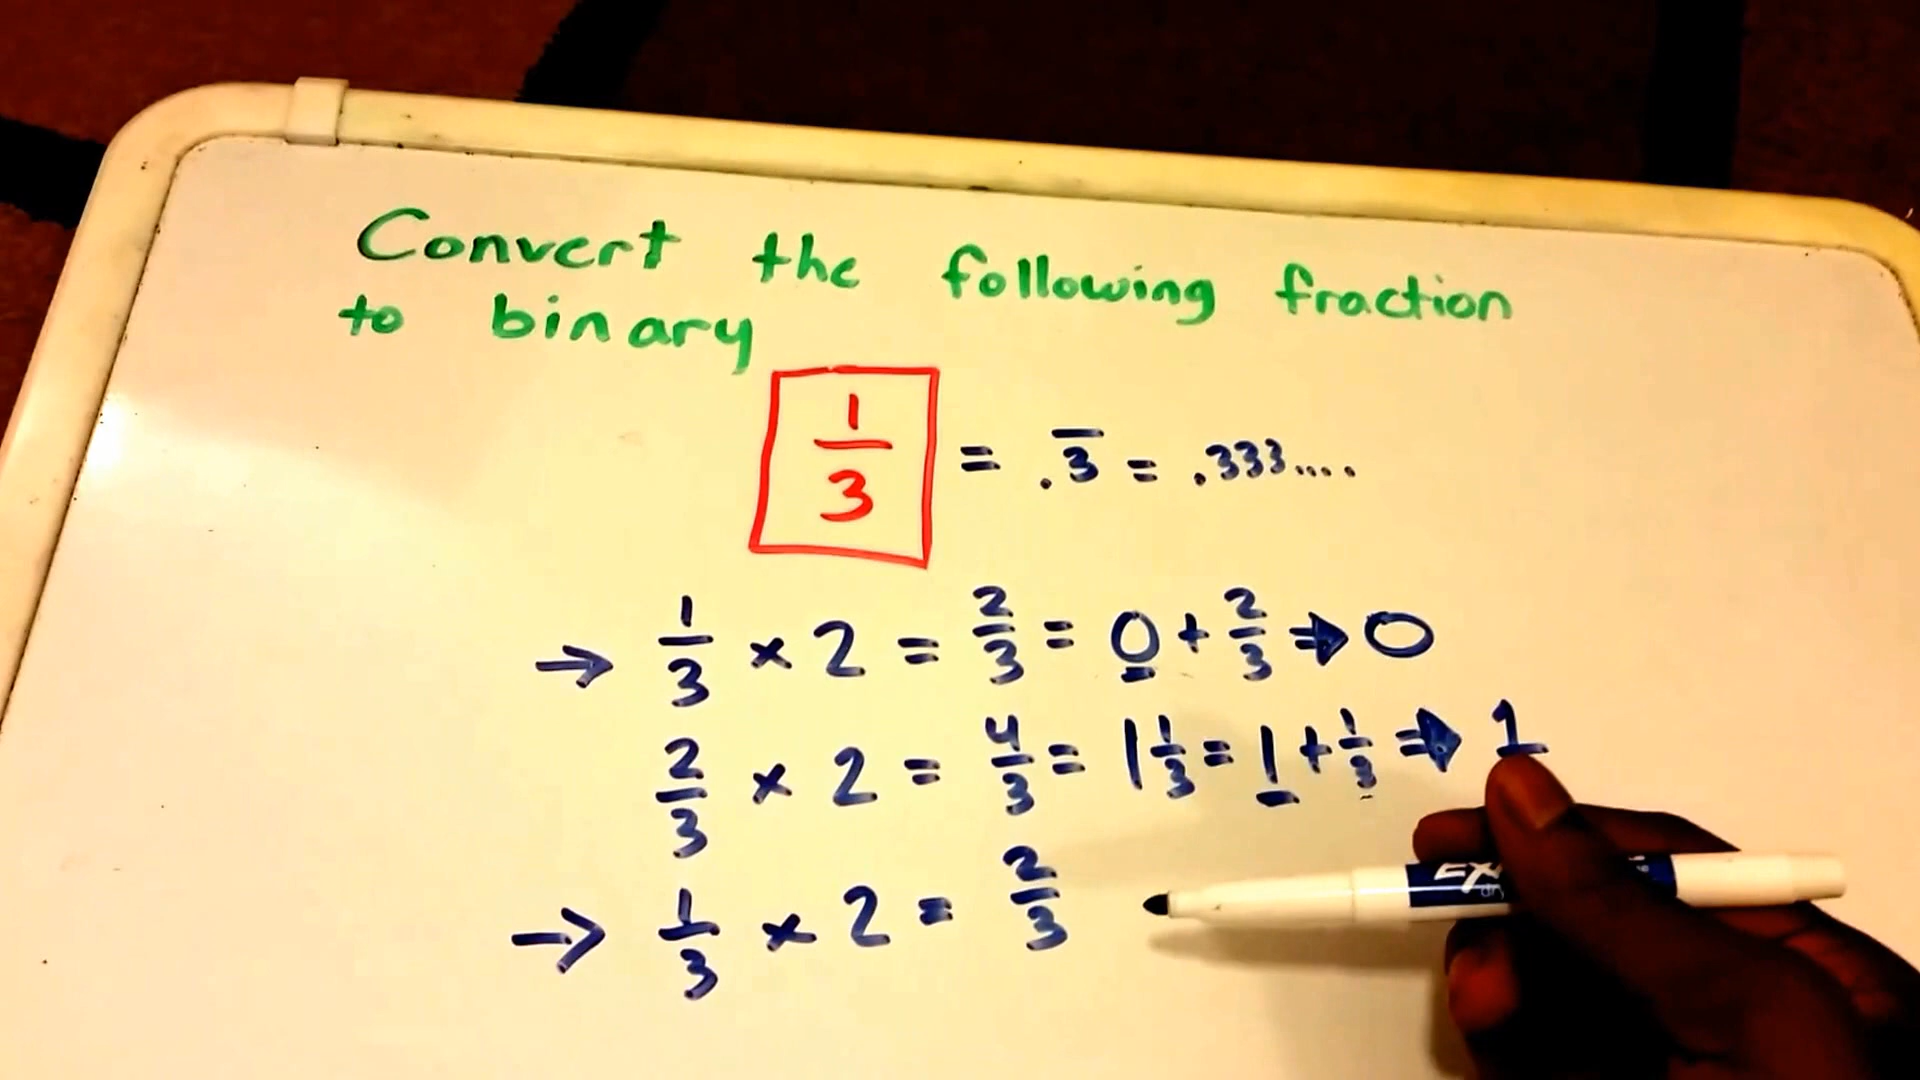 Convert the following fraction
to binary
1/3 = .3̅ = .333....
→ 1/3 × 2 = 2/3 = 0 + 2/3 ⇒ 0
2/3 × 2 = 4/3 = 1 1/3 = 1 + 1/3 ⇒ 1
→ 1/3 × 2 = 2/3